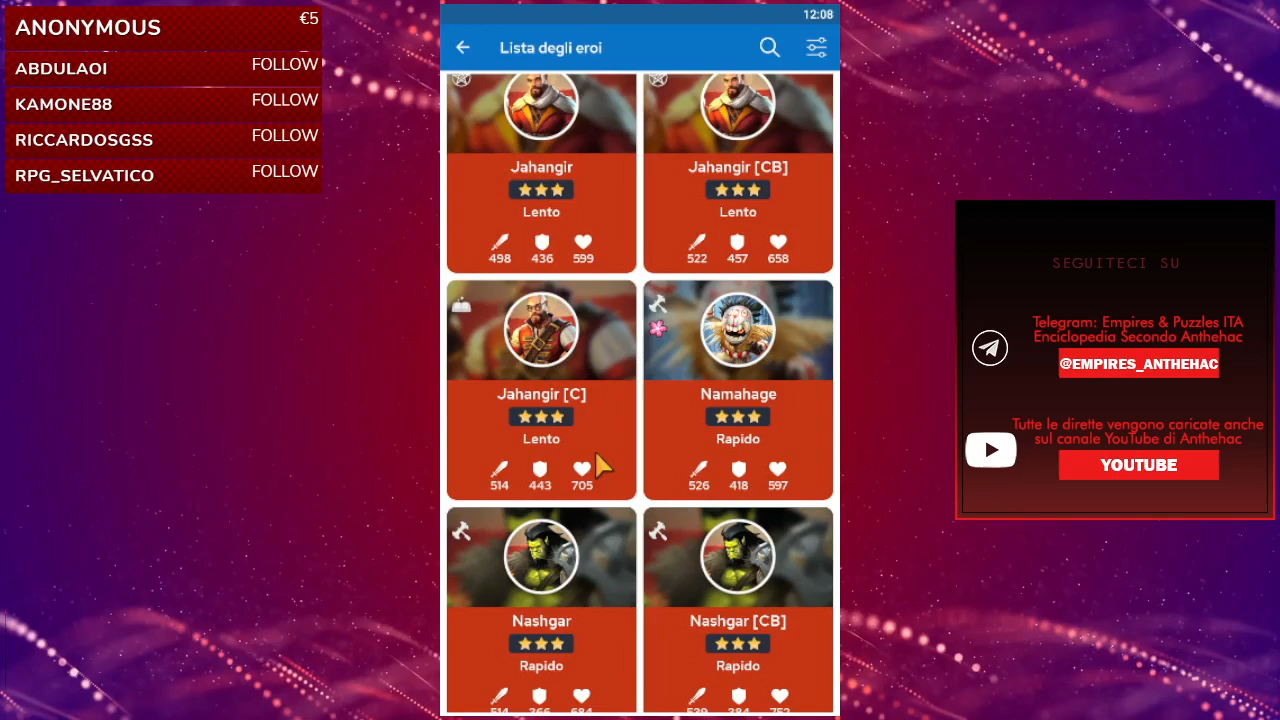 ANONYMOUS €5
ABDULAOI FOLLOW
KAMONE88 FOLLOW
RICCARDOSGSS FOLLOW
RPG_SELVATICO FOLLOW
12:08
Lista degli eroi
Jahangir
Lento
498 436 599
Jahangir [CB]
Lento
522 457 658
Jahangir [C]
Lento
514 443 705
Namahage
Rapido
526 418 597
Nashgar
Rapido
Nashgar [CB]
Rapido
SEGUITECI SU
Telegram: Empires & Puzzles ITA
Enciclopedia Secondo Anthehac
@EMPIRES_ANTHEHAC
Tutte le dirette vengono caricate anche
sul canale YouTube di Anthehac
YOUTUBE